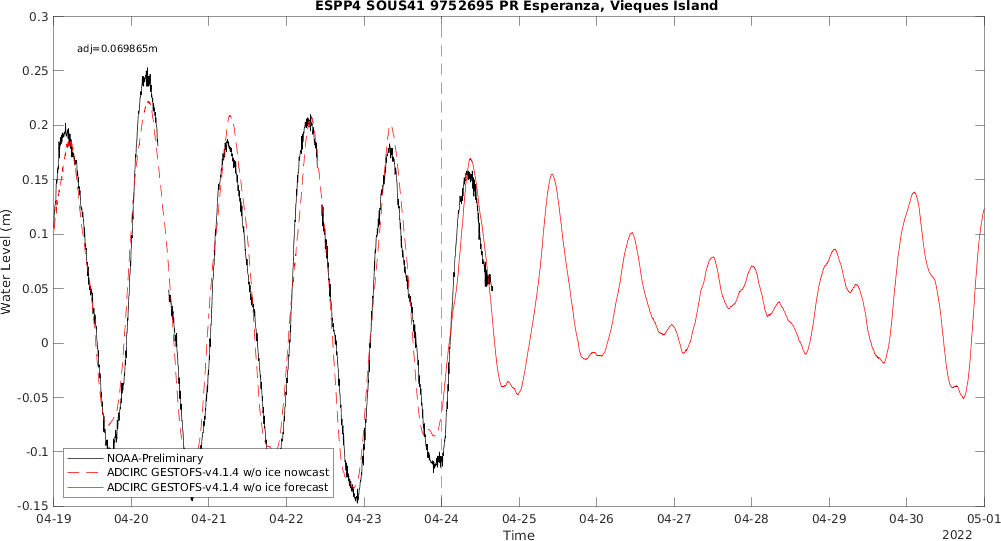 ESPP4 SOUS41 9752695 PR Esperanza, Vieques Island
adj=0.069865m
0.3
0.25
0.2
0.15
0.1
0.05
0
-0.05
-0.1
-0.15
Water Level (m)
NOAA-Preliminary
ADCIRC GESTOFS-v4.1.4 w/o ice nowcast
ADCIRC GESTOFS-v4.1.4 w/o ice forecast
04-19 04-20 04-21 04-22 04-23 04-24 04-25 04-26 04-27 04-28 04-29 04-30 05-01
Time
2022